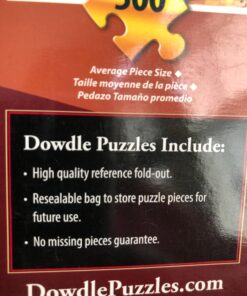 500
Average Piece Size ◆
Taille moyenne de la pièce ◆
Pedazo Tamaño promedio
Dowdle Puzzles Include:
• High quality reference fold-out.
• Resealable bag to store puzzle pieces for
future use.
• No missing pieces guarantee.
DowdlePuzzles.com